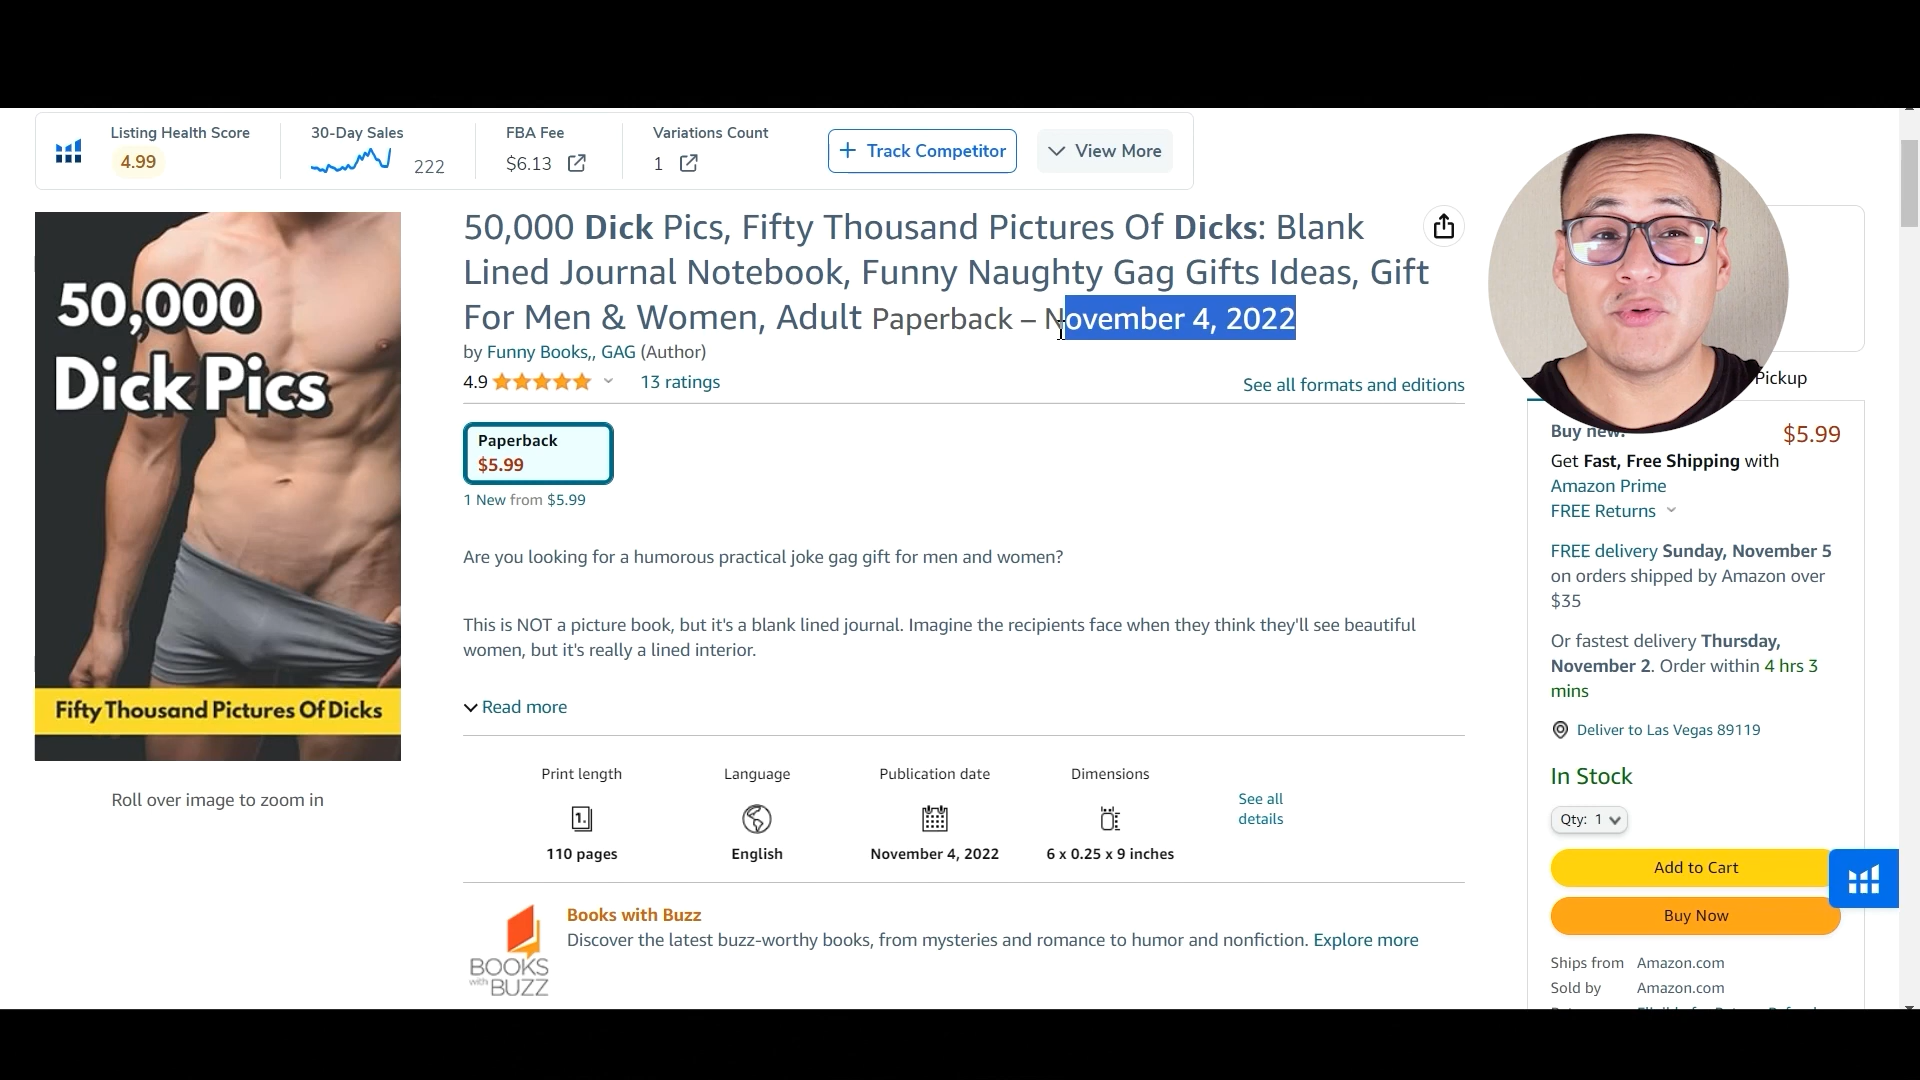 Listing Health Score
4.99
30-Day Sales
222
FBA Fee
$6.13
Variations Count
1
Track Competitor
View More
50,000
Dick Pics
Fifty Thousand Pictures Of Dicks
Roll over image to zoom in
50,000 Dick Pics, Fifty Thousand Pictures Of Dicks: Blank
Lined Journal Notebook, Funny Naughty Gag Gifts Ideas, Gift
For Men & Women, Adult Paperback – November 4, 2022
by Funny Books,, GAG (Author)
4.9
13 ratings
See all formats and editions
Paperback
$5.99
1 New from $5.99
Are you looking for a humorous practical joke gag gift for men and women?
This is NOT a picture book, but it's a blank lined journal. Imagine the recipients face when they think they'll see beautiful
women, but it's really a lined interior.
Read more
Print length
110 pages
Language
English
Publication date
November 4, 2022
Dimensions
6 x 0.25 x 9 inches
See all
details
BOOKS
with
BUZZ
Books with Buzz
Discover the latest buzz-worthy books, from mysteries and romance to humor and nonfiction. Explore more
Pickup
Buy new:
$5.99
Get Fast, Free Shipping with
Amazon Prime
FREE Returns
FREE delivery Sunday, November 5
on orders shipped by Amazon over
$35
Or fastest delivery Thursday,
November 2. Order within 4 hrs 3
mins
Deliver to Las Vegas 89119
In Stock
Qty: 1
Add to Cart
Buy Now
Ships from Amazon.com
Sold by Amazon.com